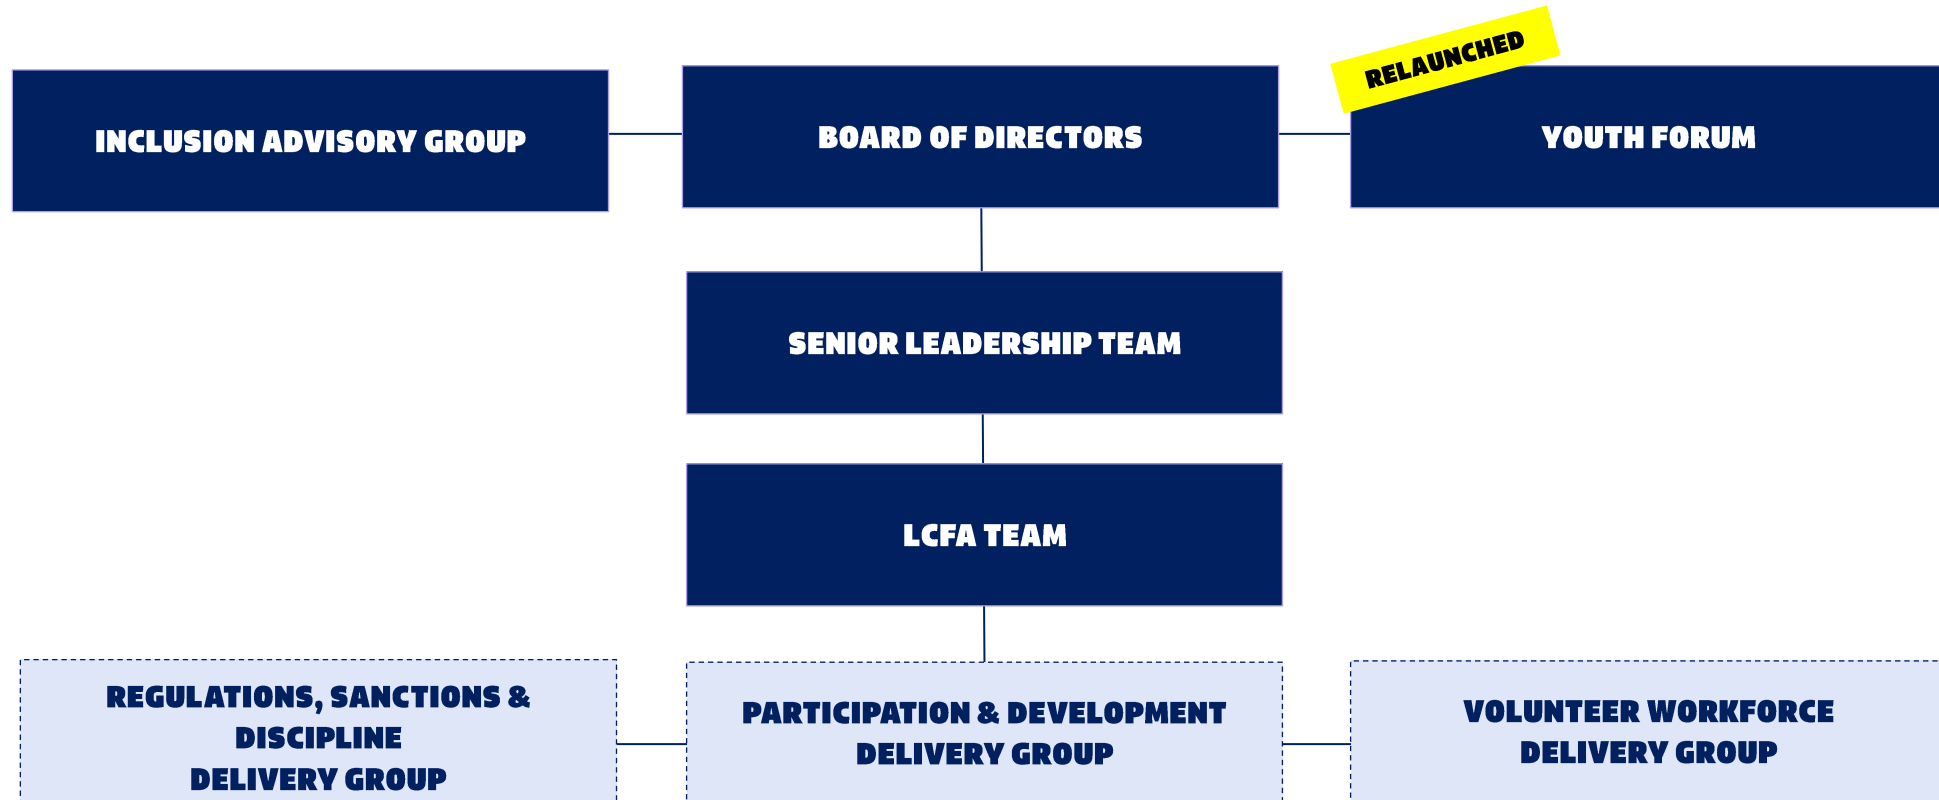 RELAUNCHED
INCLUSION ADVISORY GROUP
BOARD OF DIRECTORS
YOUTH FORUM
SENIOR LEADERSHIP TEAM
LCFA TEAM
REGULATIONS, SANCTIONS &
DISCIPLINE
DELIVERY GROUP
PARTICIPATION & DEVELOPMENT
DELIVERY GROUP
VOLUNTEER WORKFORCE
DELIVERY GROUP